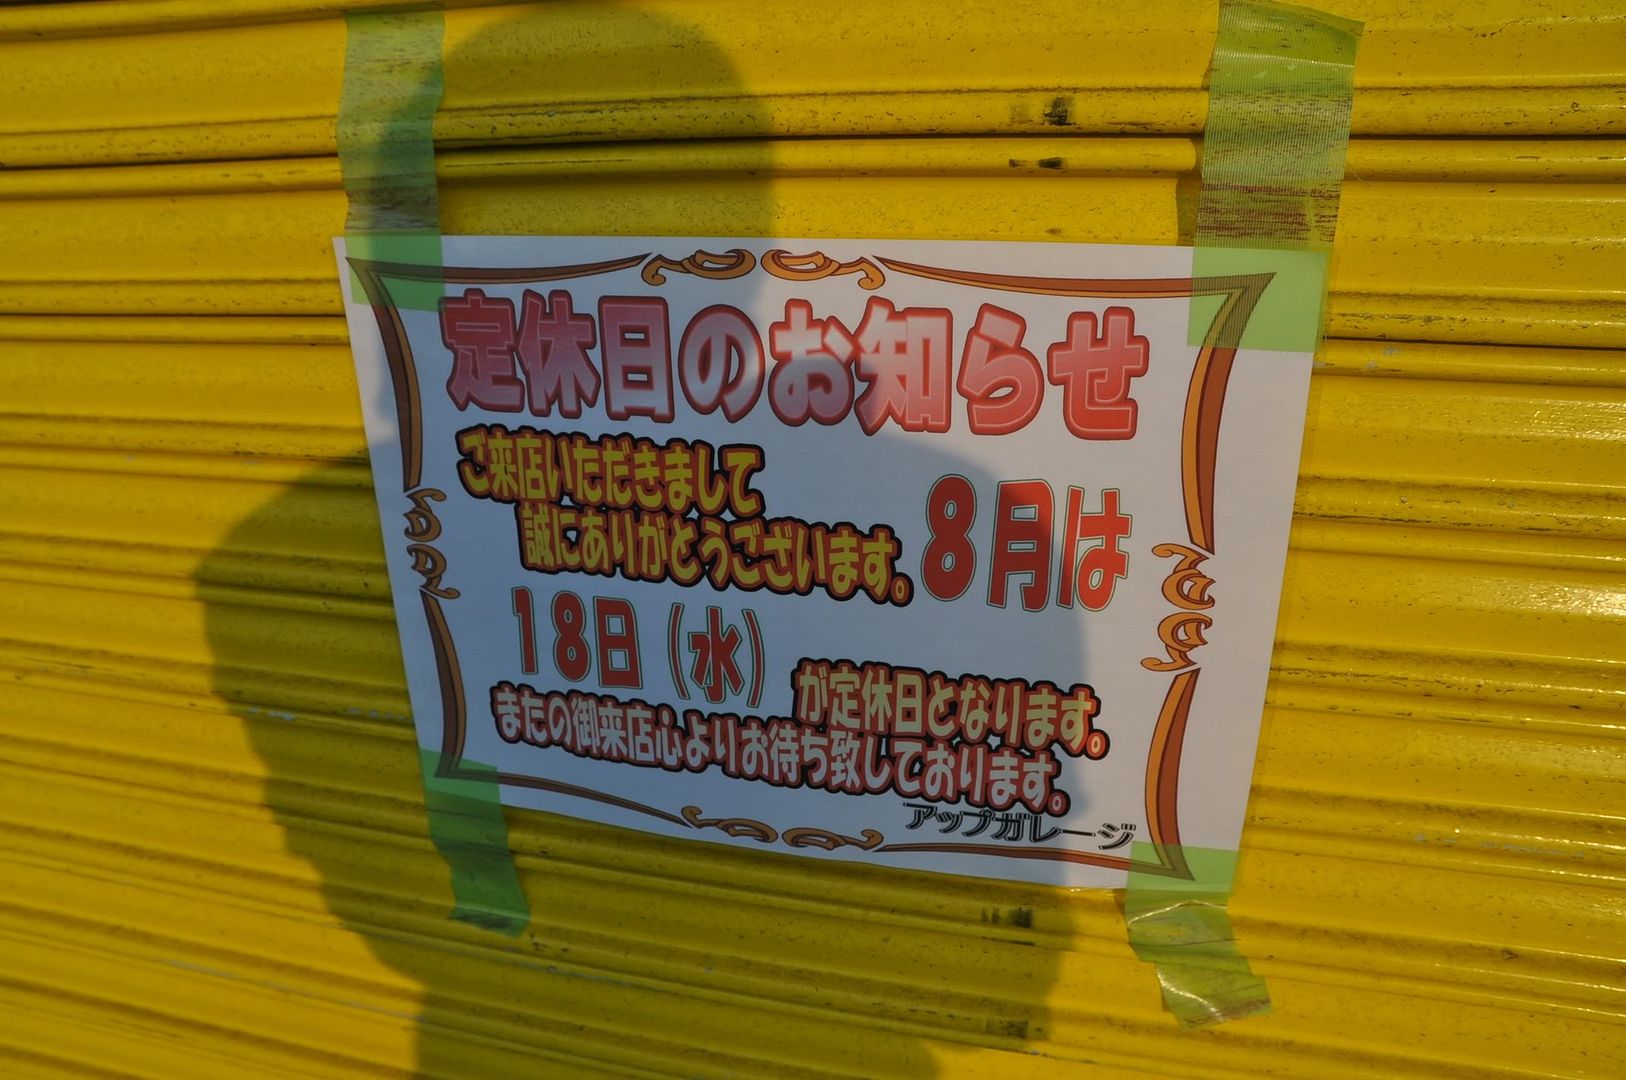 定休日のお知らせ
ご来店いただきまして
誠にありがとうございます。
8月は
18日(水)
が定休日となります。
またの御来店心よりお待ち致しております。
アップガレージ